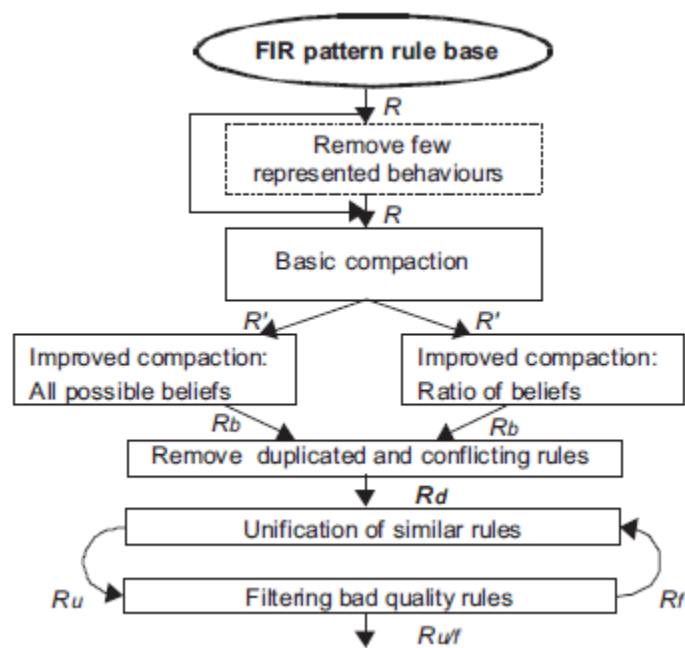 FIR pattern rule base
R
Remove few
represented behaviours
R
Basic compaction
R'
R'
Improved compaction:
All possible beliefs
Improved compaction:
Ratio of beliefs
Rb
Rb
Remove duplicated and conflicting rules
Rd
Unification of similar rules
Ru
Filtering bad quality rules
Rf
Ru/f